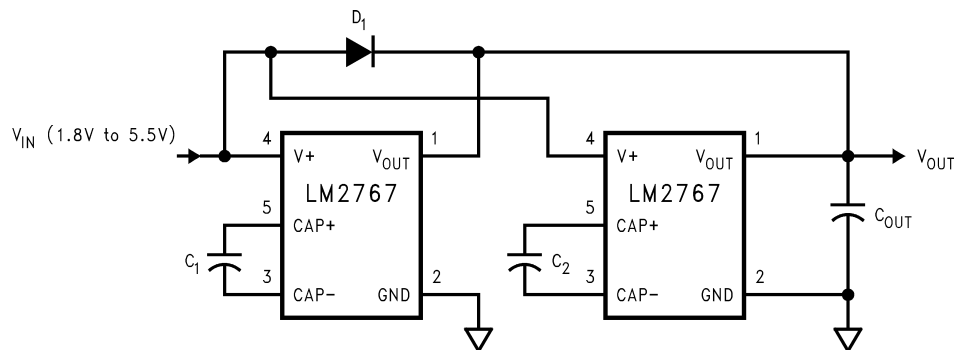 D1
VIN (1.8V to 5.5V)
4 1 4 1
V+ VOUT V+ VOUT VOUT
LM2767 LM2767
5 5
CAP+ CAP+ COUT
C1 C2
3 2 3 2
CAP− GND CAP− GND